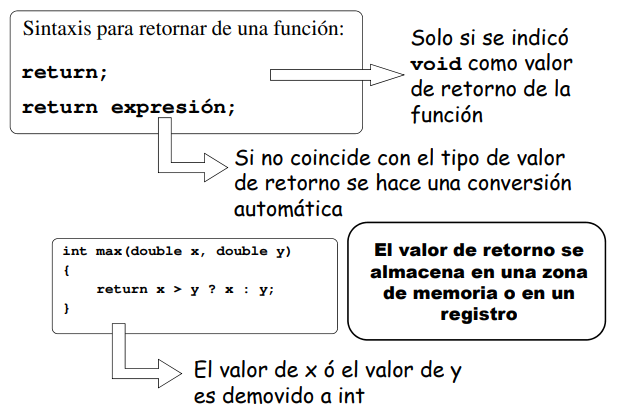 Sintaxis para retornar de una función:
return;
return expresión;
Solo si se indicó
void como valor
de retorno de la
función
Si no coincide con el tipo de valor
de retorno se hace una conversión
automática
int max(double x, double y)
{
return x > y ? x : y;
}
El valor de retorno se
almacena en una zona
de memoria o en un
registro
El valor de x ó el valor de y
es demovido a int